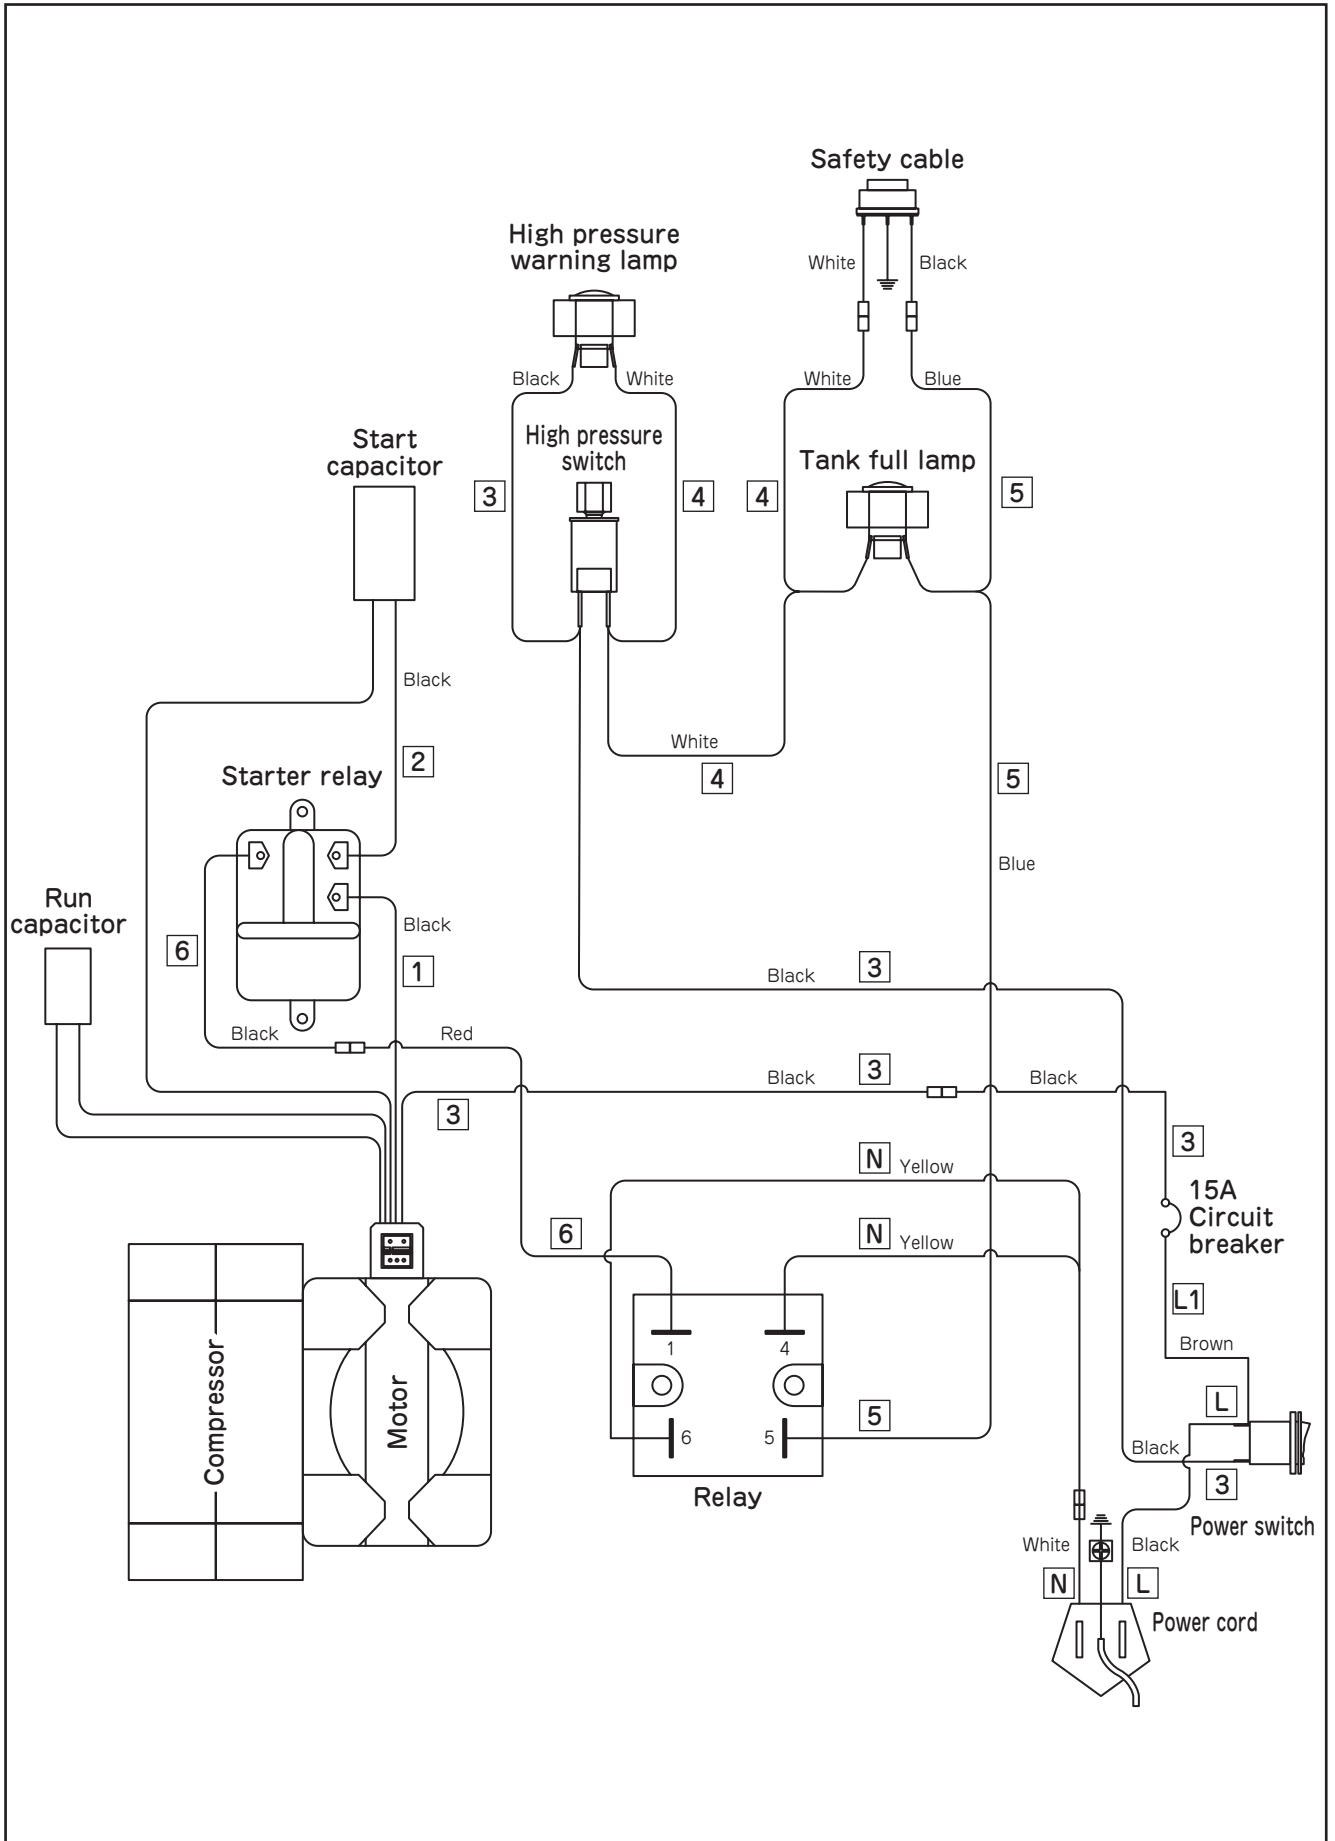 Safety cable
White
Black
High pressure
warning lamp
Black
White
White
Blue
High pressure
switch
Tank full lamp
Start
capacitor
3
4
4
5
Black
White
4
2
Starter relay
5
Blue
Run
capacitor
Black
6
1
3
Black
Black
Red
3
Black
Black
3
3
N
Yellow
15A
Circuit
breaker
6
N
Yellow
L1
Brown
1
4
Compressor
Motor
L
5
6
5
Black
3
Relay
Power switch
White
Black
N
L
Power cord